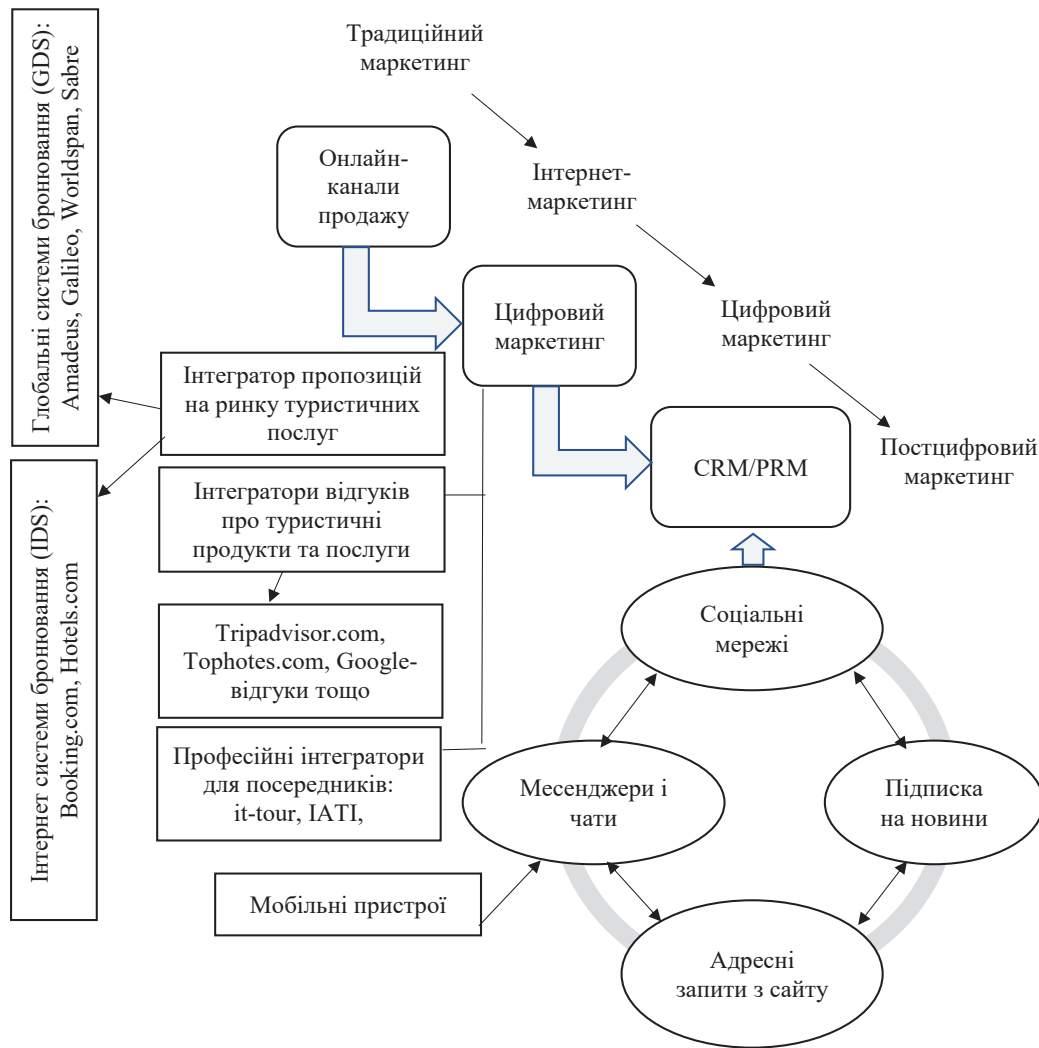 Глобальні системи бронювання (GDS):
Amadeus, Galileo, Worldspan, Sabre
Інтернет системи бронювання (IDS):
Booking.com, Hotels.com
Традиційний
маркетинг
Онлайн-
канали
продажу
Інтернет-
маркетинг
Цифровий
маркетинг
Цифровий
маркетинг
Інтегратор пропозицій
на ринку туристичних
послуг
Постцифровий
маркетинг
CRM/PRM
Інтегратори відгуків
про туристичні
продукти та послуги
Tripadvisor.com,
Tophotes.com, Google-
відгуки тощо
Соціальні
мережі
Професійні інтегратори
для посередників:
it-tour, IATI,
Месенджери і
чати
Підписка
на новини
Мобільні пристрої
Адресні
запити з сайту